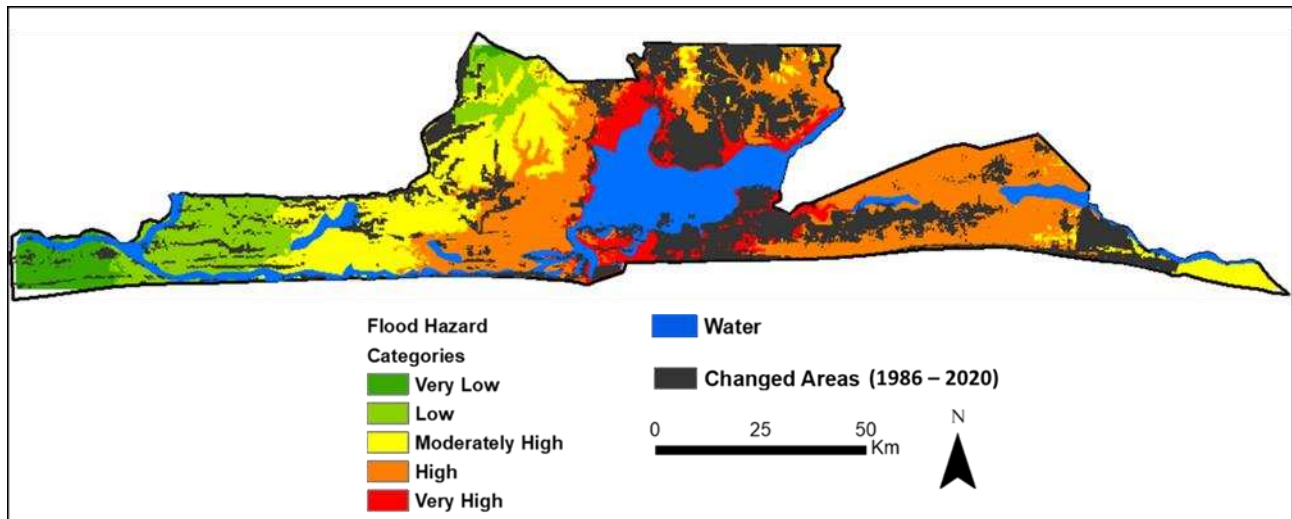 Flood Hazard
Categories
Very Low
Low
Moderately High
High
Very High
Water
Changed Areas (1986 – 2020)
0 25 50
Km
N